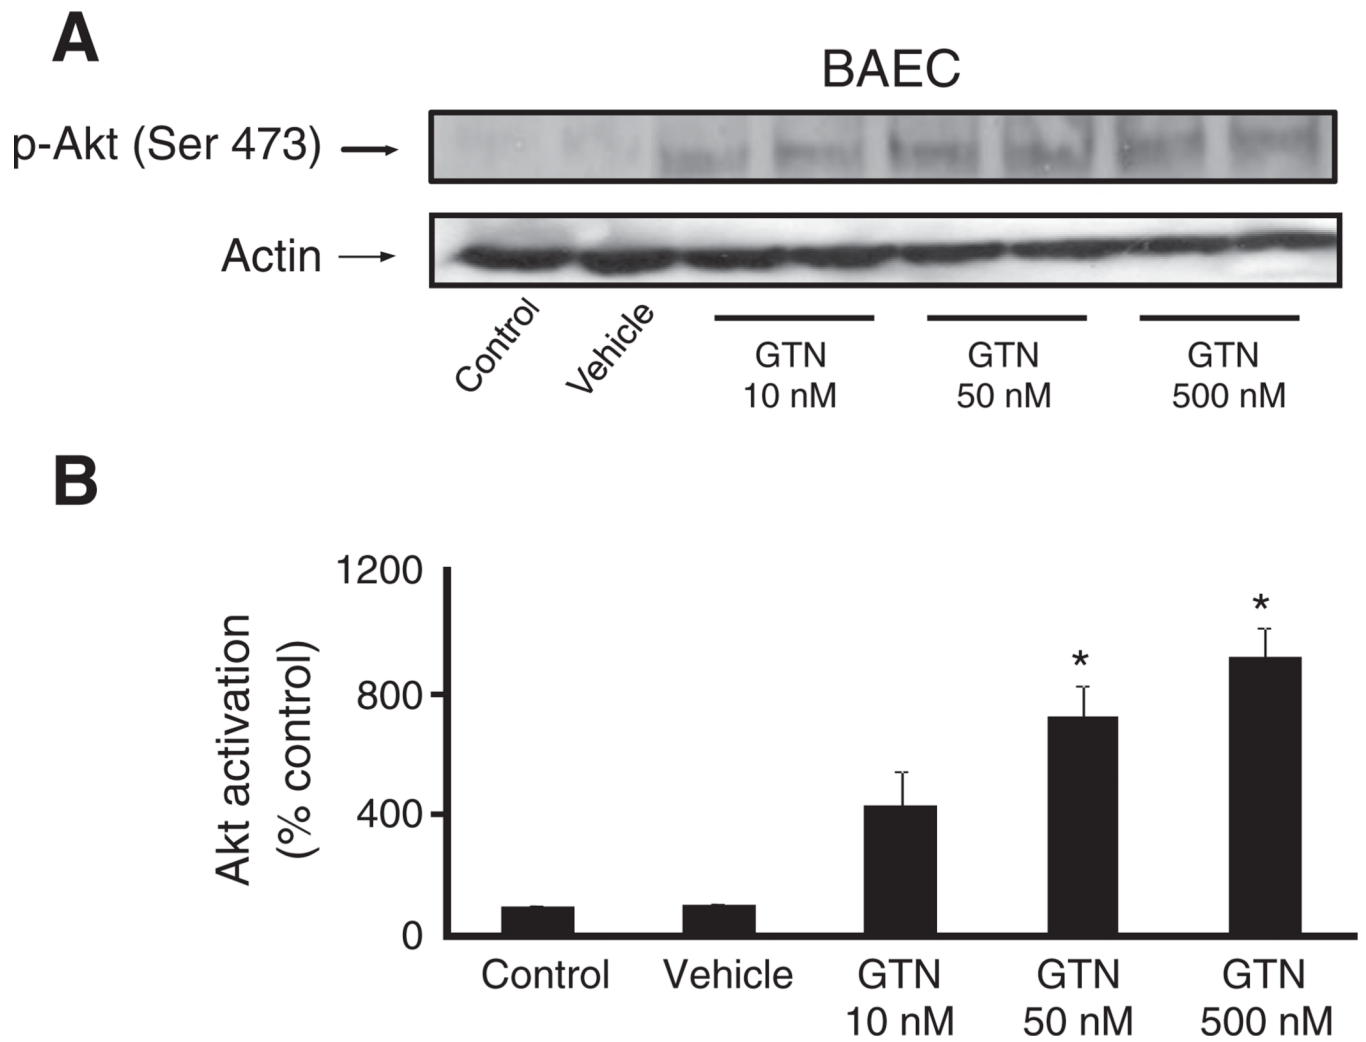 A
BAEC
p-Akt (Ser 473)
Actin
Control
Vehicle
GTN
10 nM
GTN
50 nM
GTN
500 nM
B
1200
800
400
0
Akt activation
(% control)
*
*
Control
Vehicle
GTN
10 nM
GTN
50 nM
GTN
500 nM